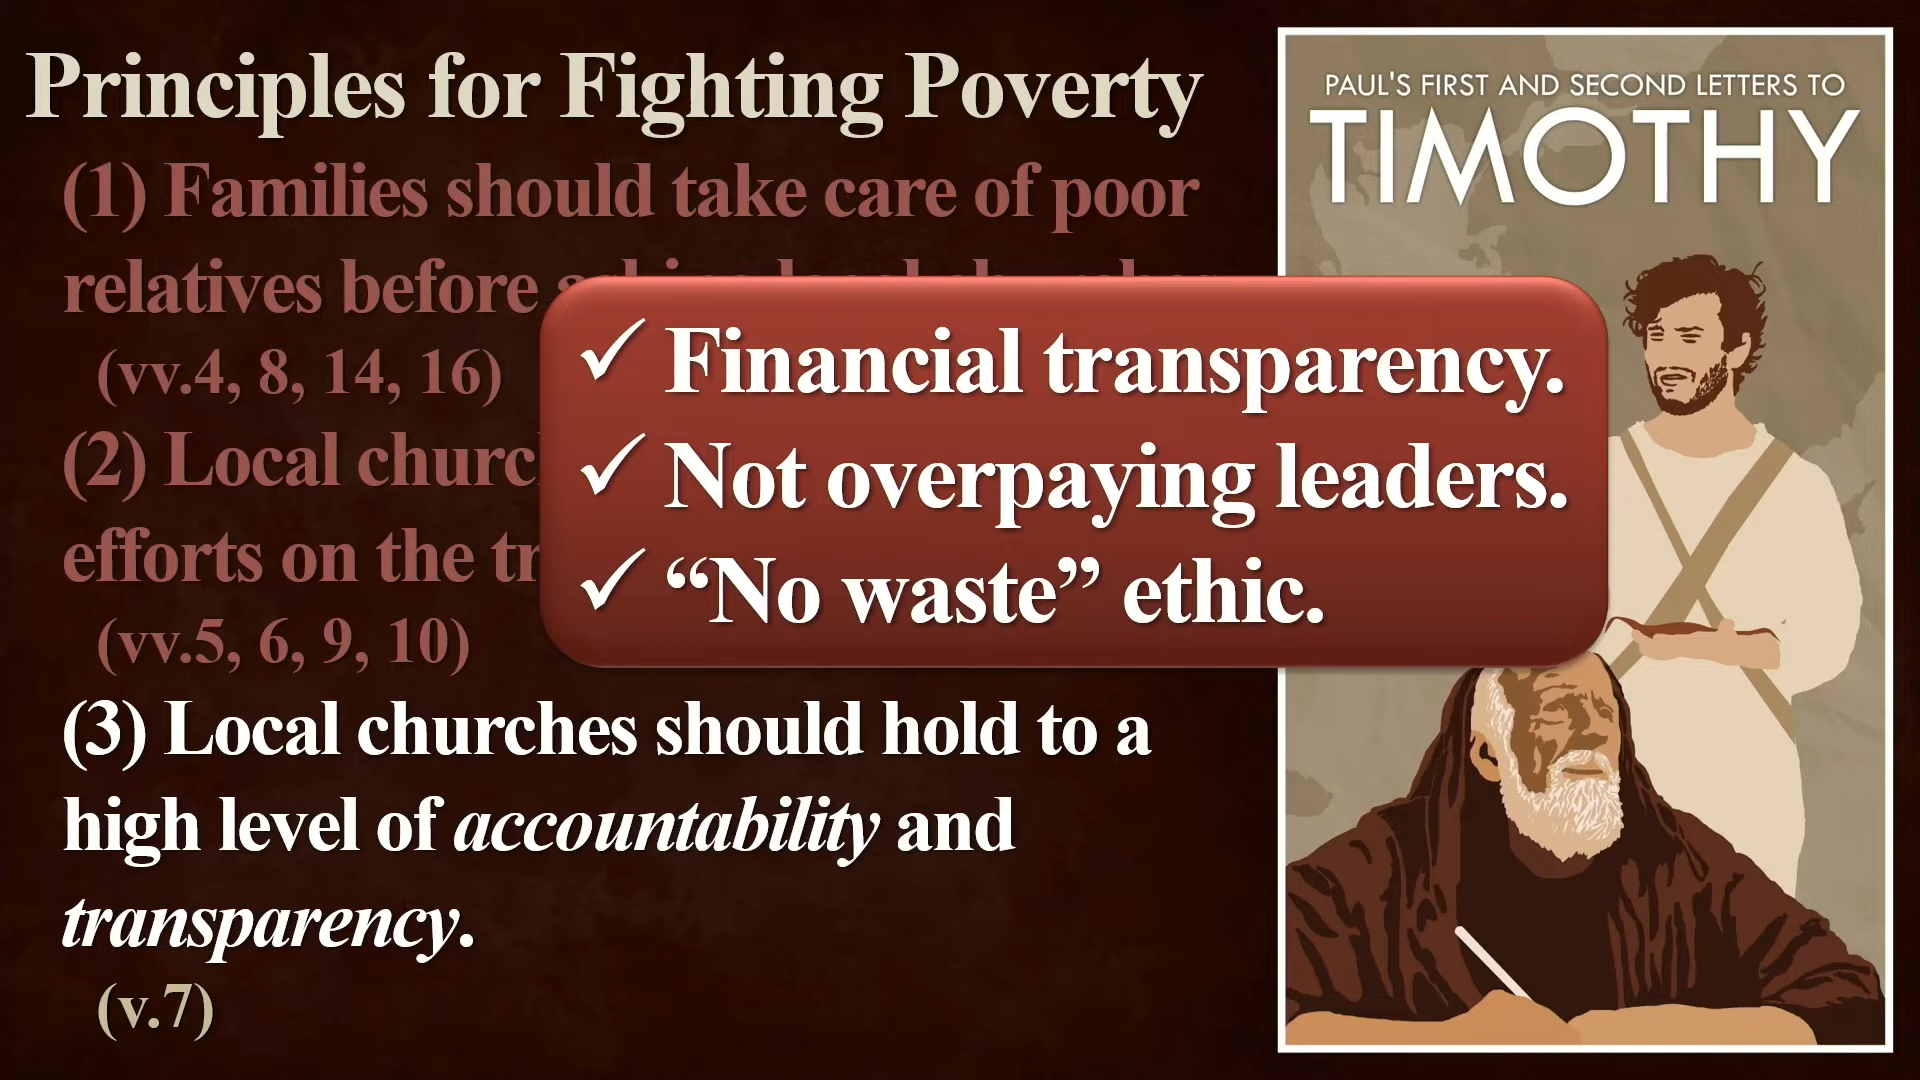 Principles for Fighting Poverty
(1) Families should take care of poor
relatives before
(vv.4, 8, 14, 16)
(2) Local
efforts on the
(vv.5, 6, 9, 10)
(3) Local churches should hold to a
high level of accountability and
transparency.
(v.7)
✓ Financial transparency.
✓ Not overpaying leaders.
✓ “No waste” ethic.
PAUL'S FIRST AND SECOND LETTERS TO
TIMOTHY